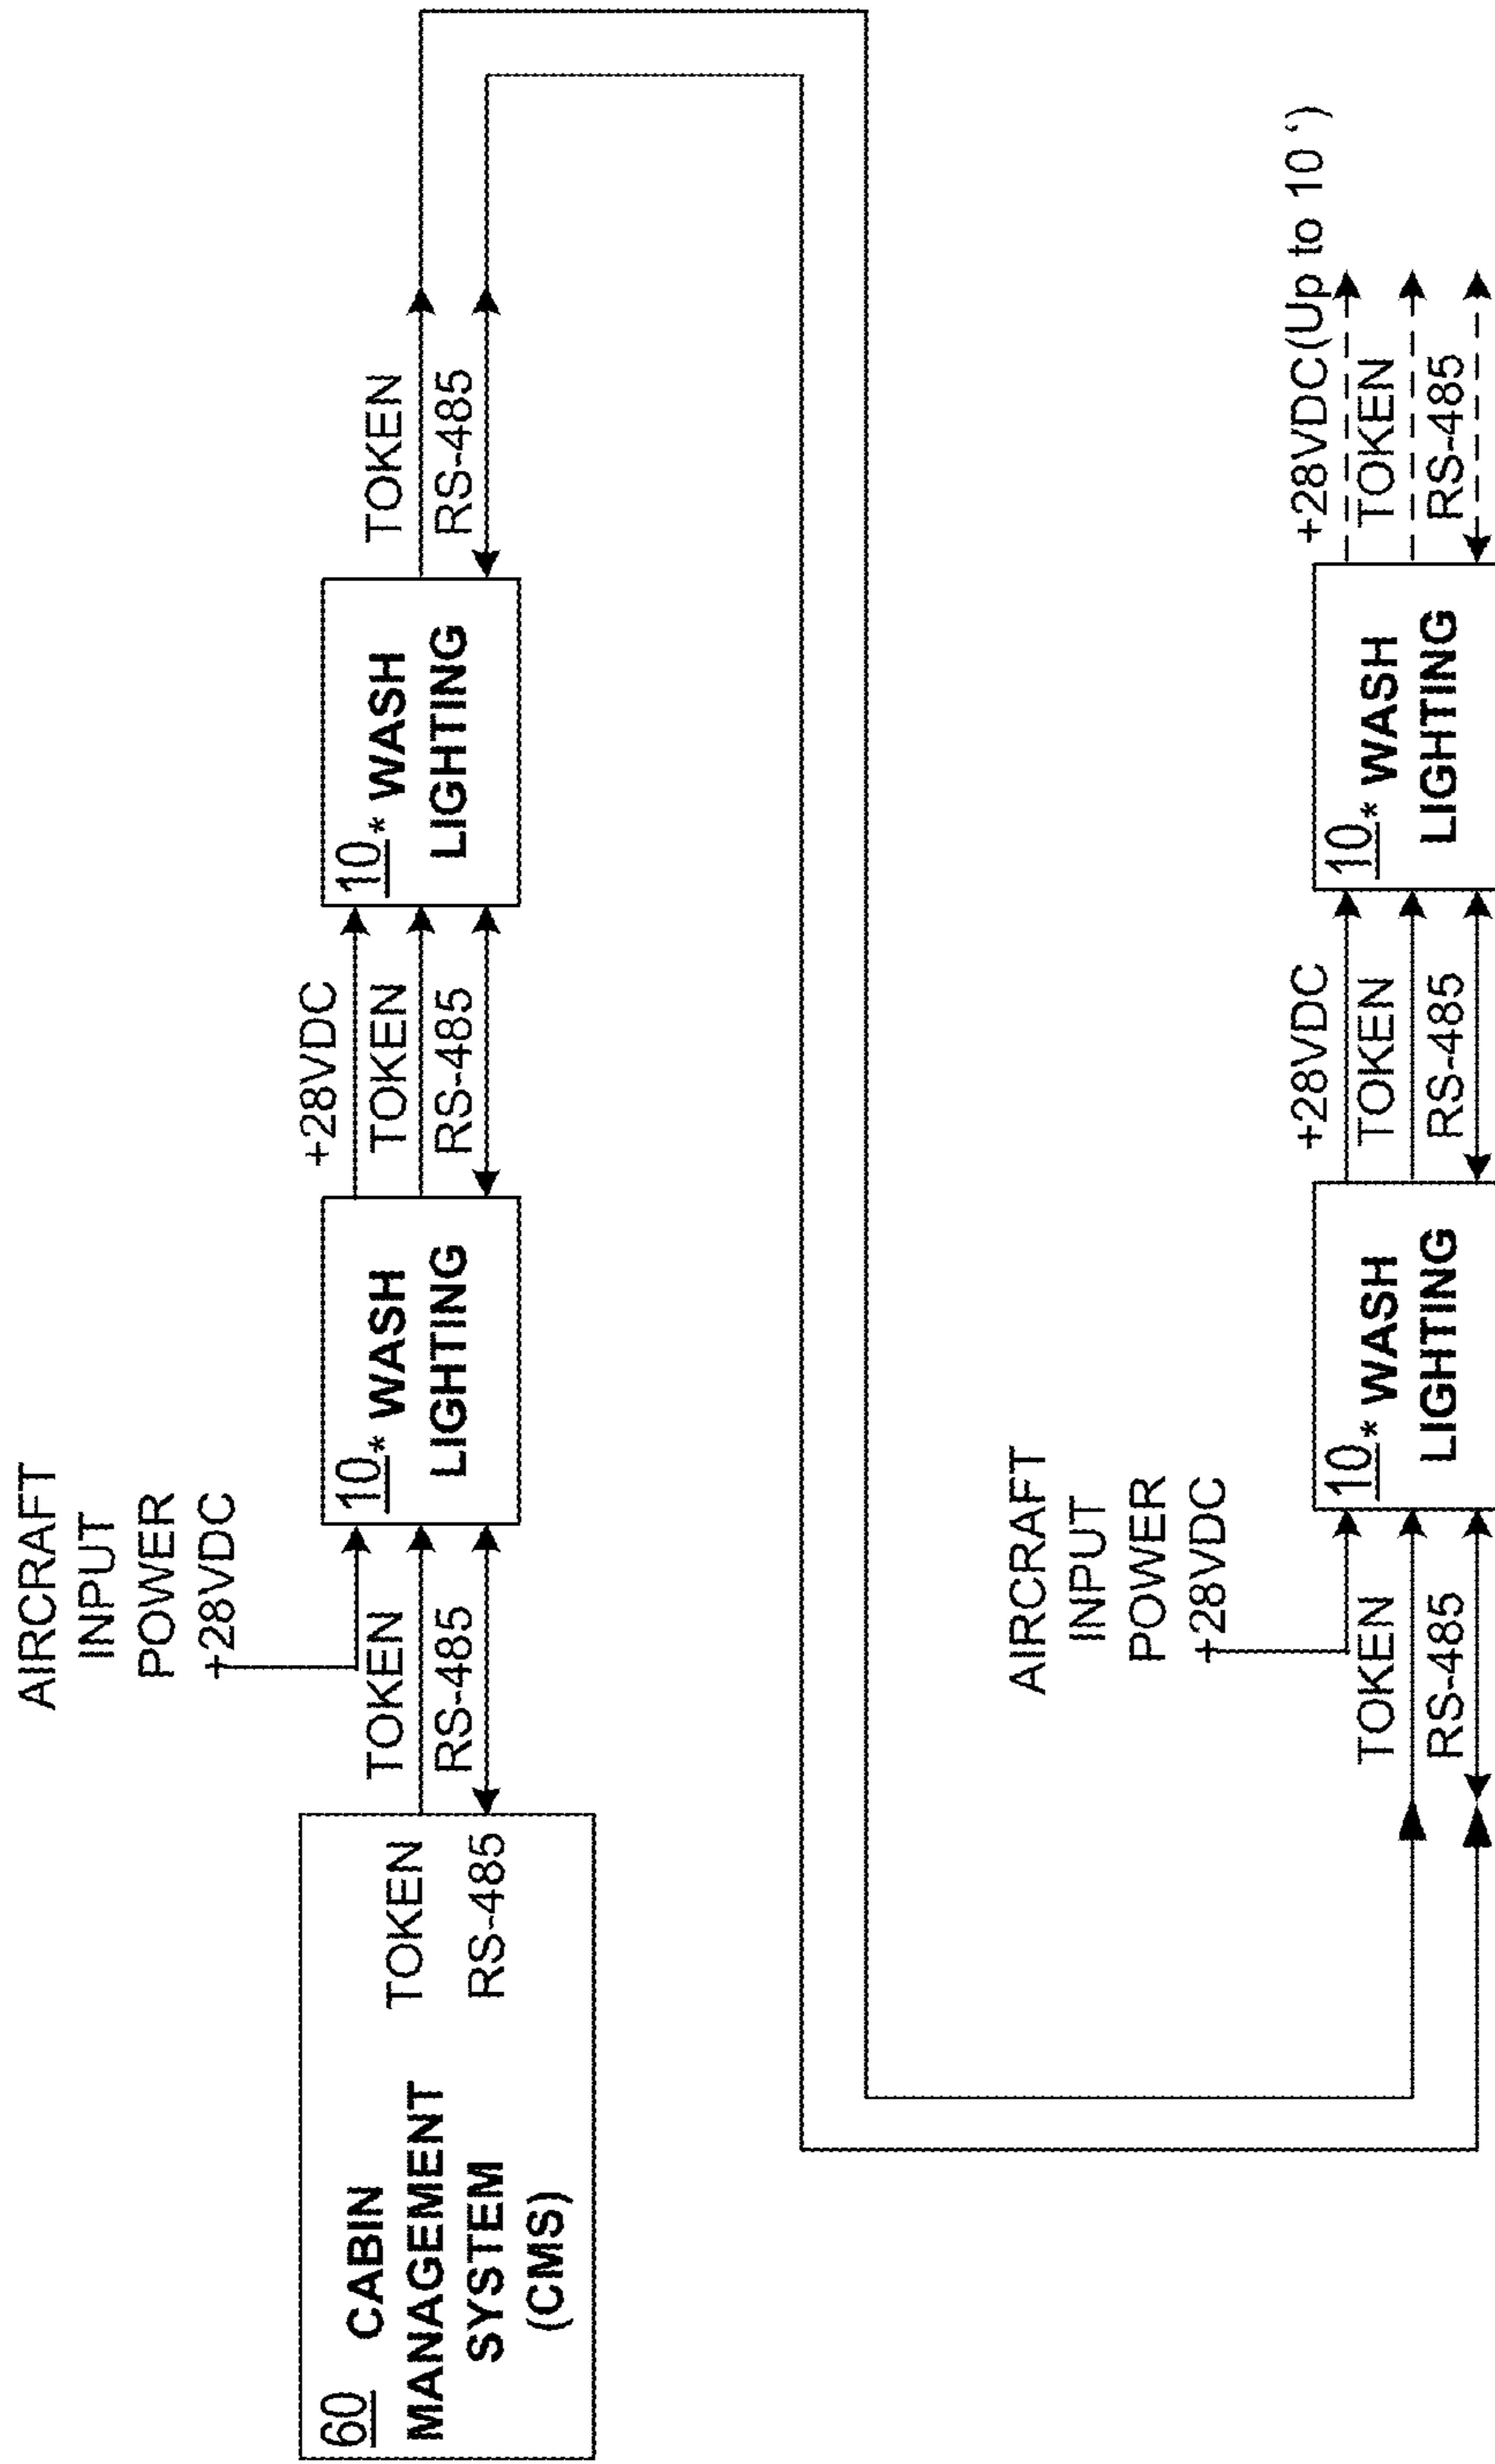 AIRCRAFT
INPUT
POWER
+28VDC
60 CABIN
MANAGEMENT
SYSTEM
(CMS)
TOKEN
RS-485
TOKEN
RS-485
10* WASH
LIGHTING
+28VDC
TOKEN
RS-485
10* WASH
LIGHTING
TOKEN
RS-485
AIRCRAFT
INPUT
POWER
+28VDC
TOKEN
RS-485
10* WASH
LIGHTING
+28VDC
TOKEN
RS-485
10* WASH
LIGHTING
+28VDC(Up to 10 ‘)
TOKEN
RS-485